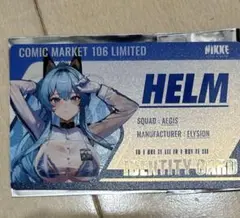 COMIC MARKET 106 LIMITED
NIKKE
HELM
SQUAD : AEGIS
MANUFACTURER : ELYSION
IDENTITY CARD